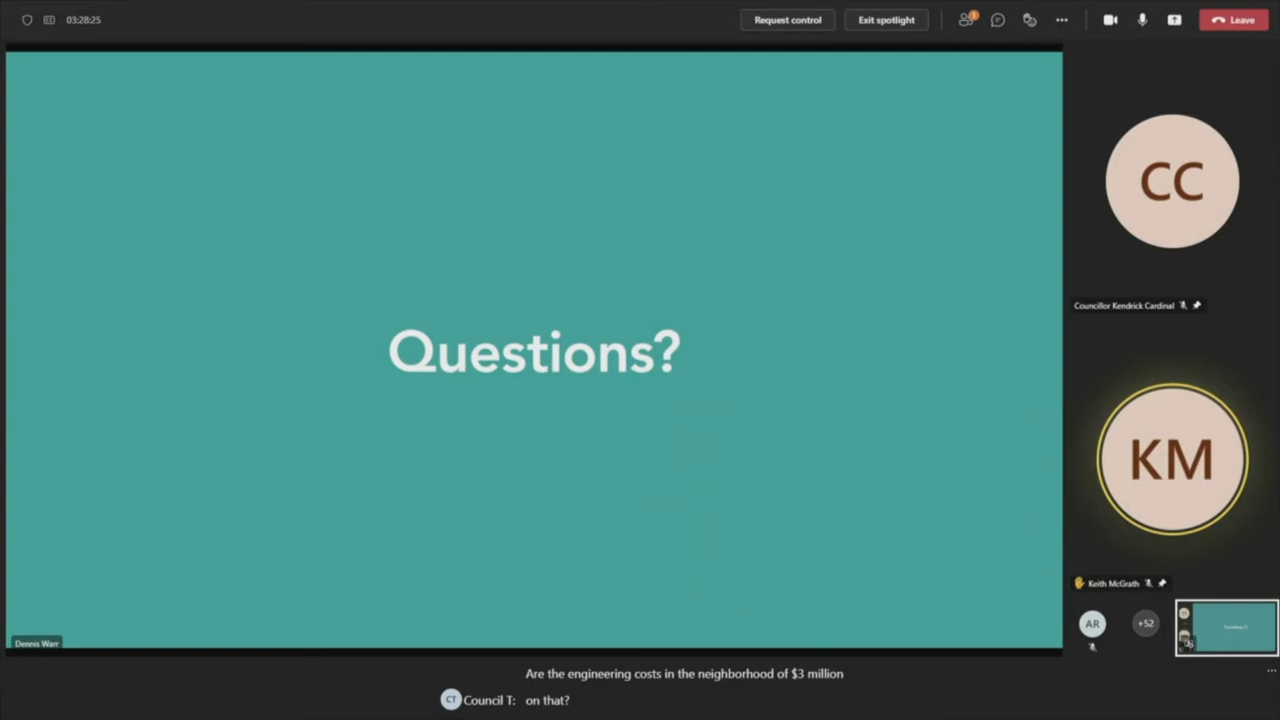 03:28:25
Request control
Exit spotlight
1
Leave
Questions?
CC
Councillor Kendrick Cardinal
KM
Keith McGrath
AR
+52
Dennis Warr
Are the engineering costs in the neighborhood of $3 million
CT Council T: on that?